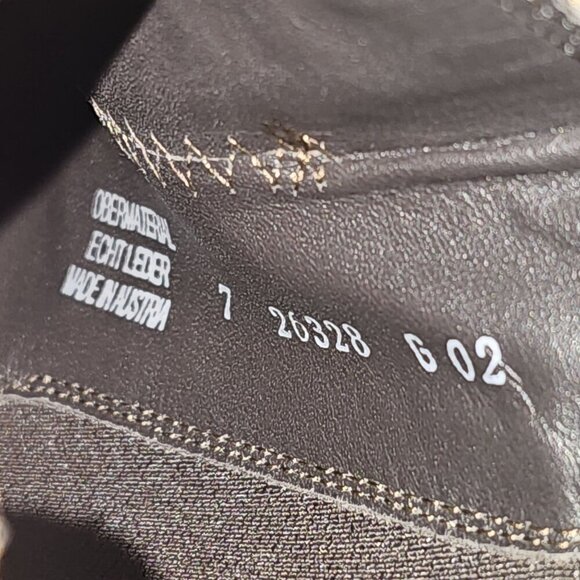 OBERMATERIAL
ECHT LEDER
MADE IN AUSTRIA
7 26328 G 02